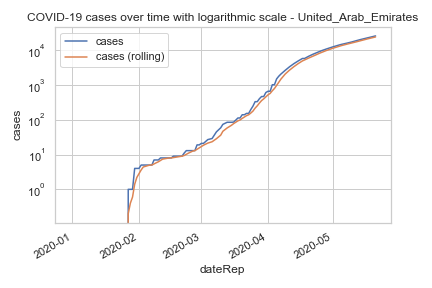 COVID-19 cases over time with logarithmic scale - United_Arab_Emirates
cases
cases (rolling)
10^4
10^3
10^2
10^1
10^0
cases
2020-01
2020-02
2020-03
2020-04
2020-05
dateRep